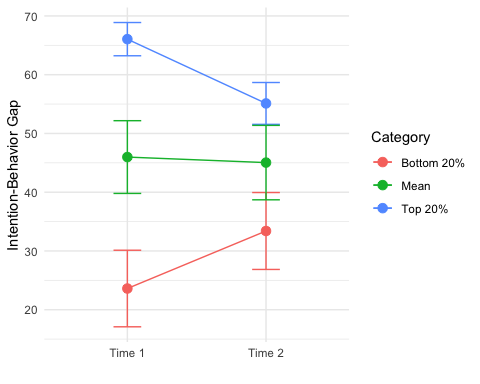 70
60
50
40
30
20
Intention-Behavior Gap
Time 1
Time 2
Category
Bottom 20%
Mean
Top 20%